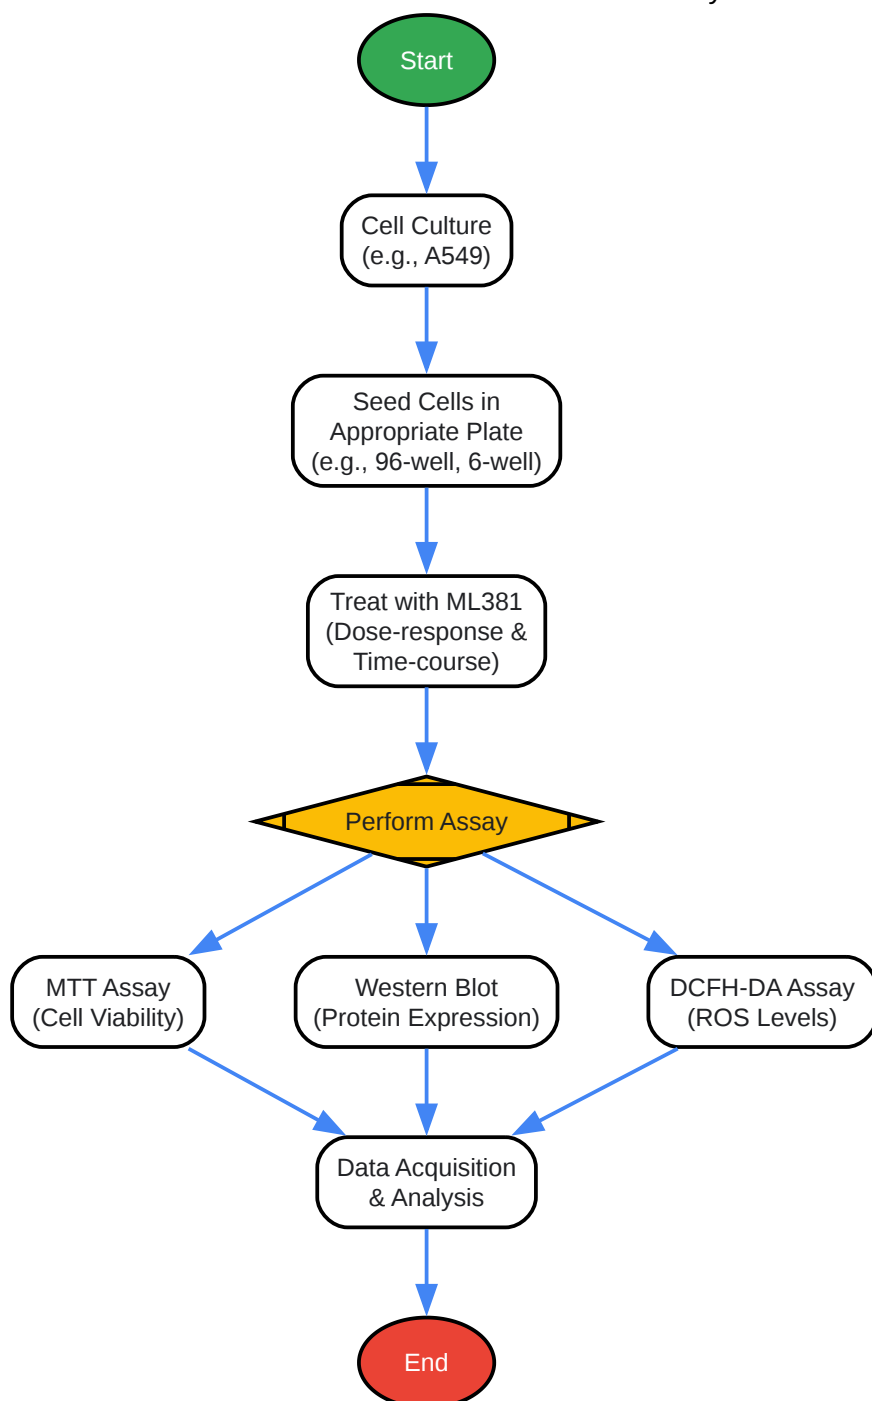 Start
Cell Culture
(e.g., A549)
Seed Cells in
Appropriate Plate
(e.g., 96-well, 6-well)
Treat with ML381
(Dose-response &
Time-course)
Perform Assay
MTT Assay
(Cell Viability)
Western Blot
(Protein Expression)
DCFH-DA Assay
(ROS Levels)
Data Acquisition
& Analysis
End